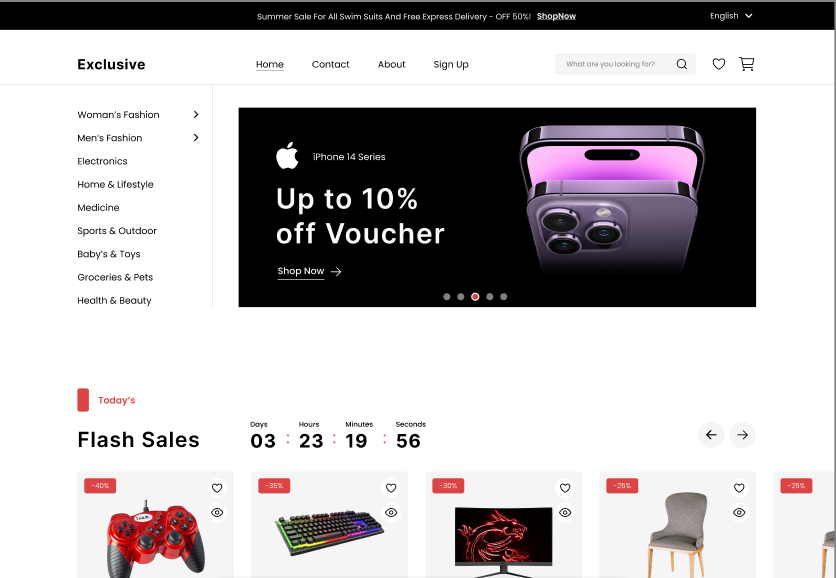 Summer Sale For All Swim Suits And Free Express Delivery - OFF 50%! ShopNow
English
Exclusive
Home
Contact
About
Sign Up
What are you looking for?
Woman's Fashion
Men's Fashion
Electronics
Home & Lifestyle
Medicine
Sports & Outdoor
Baby's & Toys
Groceries & Pets
Health & Beauty
iPhone 14 Series
Up to 10%
off Voucher
Shop Now
Today's
Flash Sales
Days
Hours
Minutes
Seconds
03 : 23 : 19 : 56
-40%
-35%
-30%
-25%
-25%